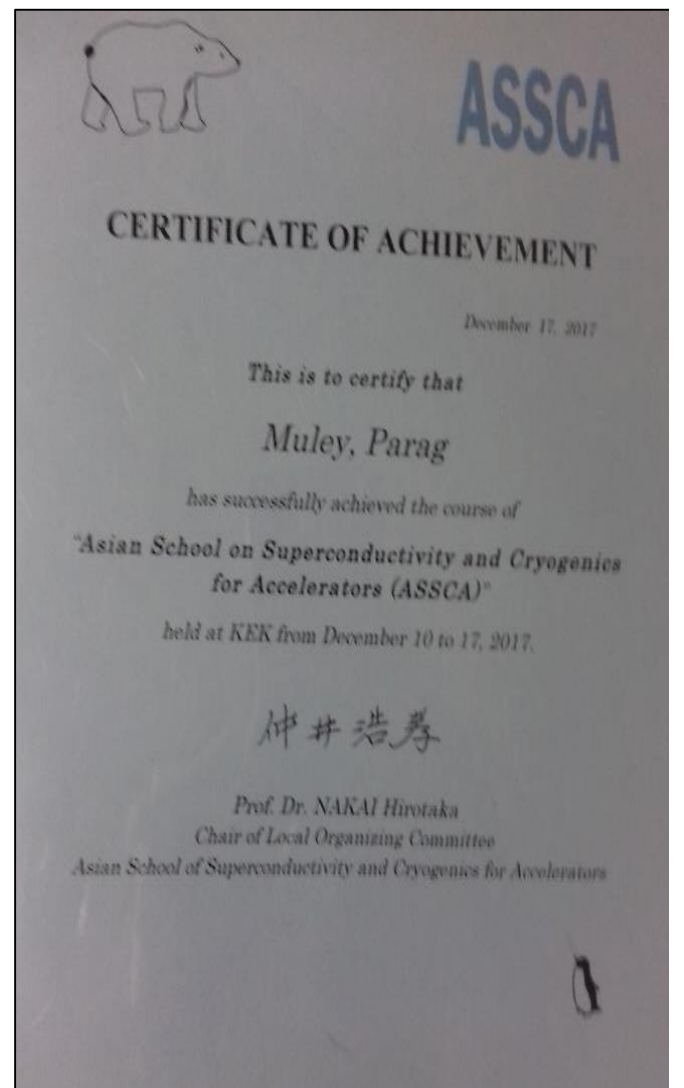 ASSCA
CERTIFICATE OF ACHIEVEMENT
December 17, 2017
This is to certify that
Muley, Parag
has successfully achieved the course of
"Asian School on Superconductivity and Cryogenics
for Accelerators (ASSCA)"
held at KEK from December 10 to 17, 2017.
仲井浩孝
Prof. Dr. NAKAI Hirotaka
Chair of Local Organizing Committee
Asian School of Superconductivity and Cryogenics for Accelerators